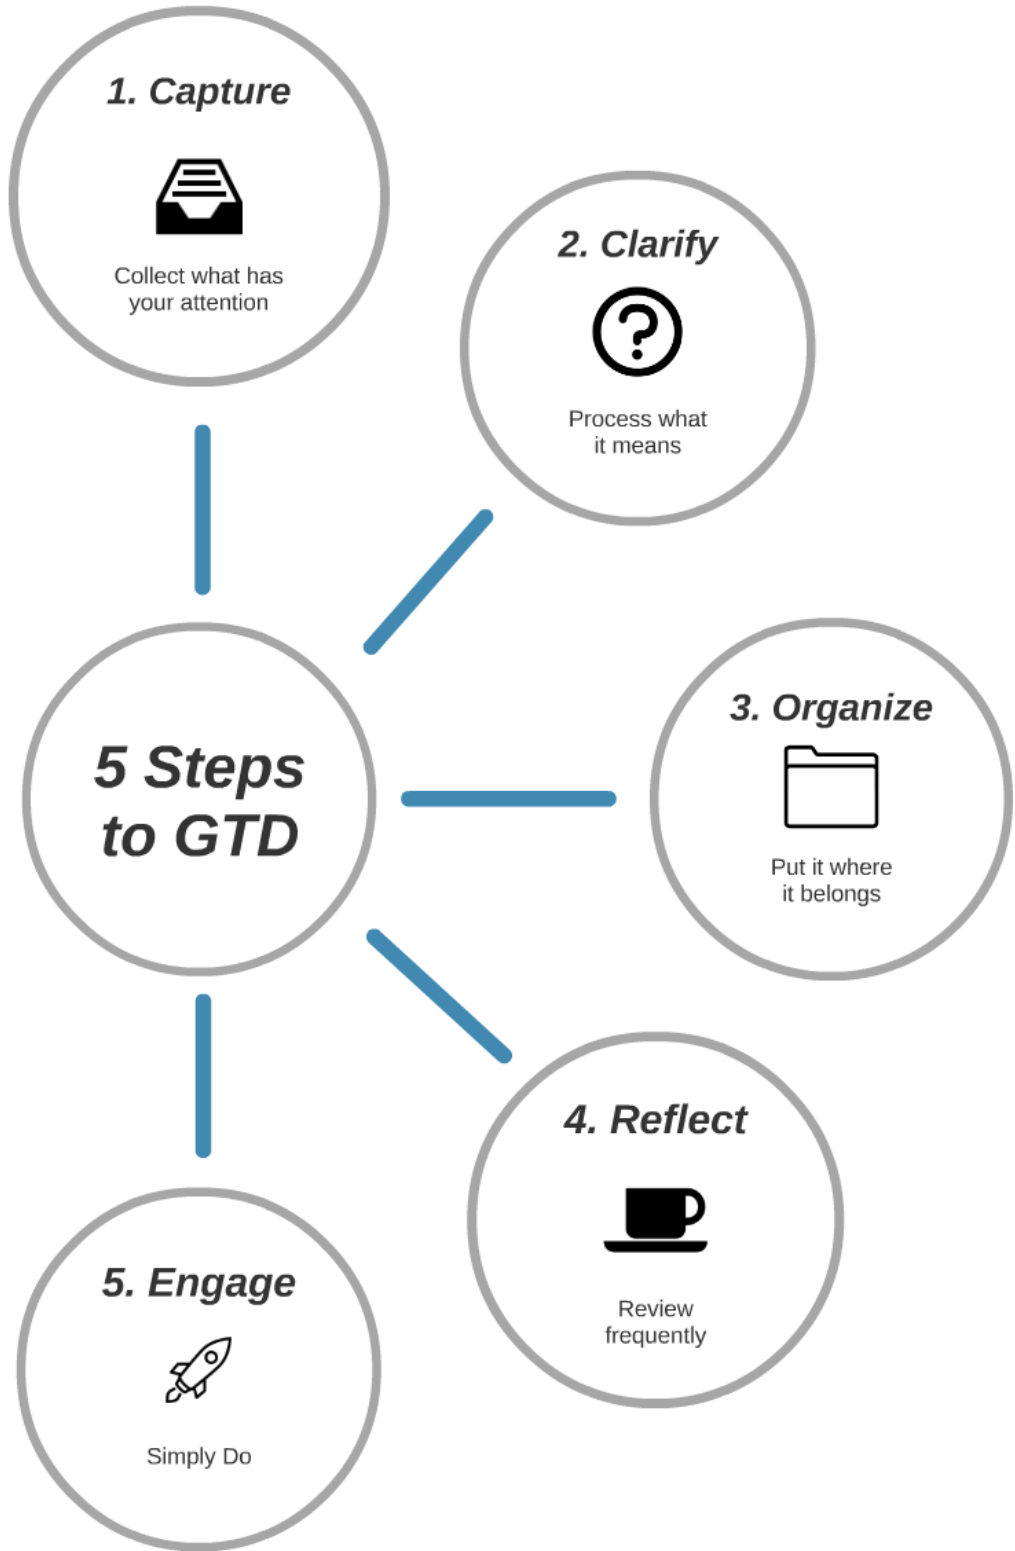 1. Capture
Collect what has
your attention
2. Clarify
Process what
it means
5 Steps
to GTD
3. Organize
Put it where
it belongs
4. Reflect
Review
frequently
5. Engage
Simply Do